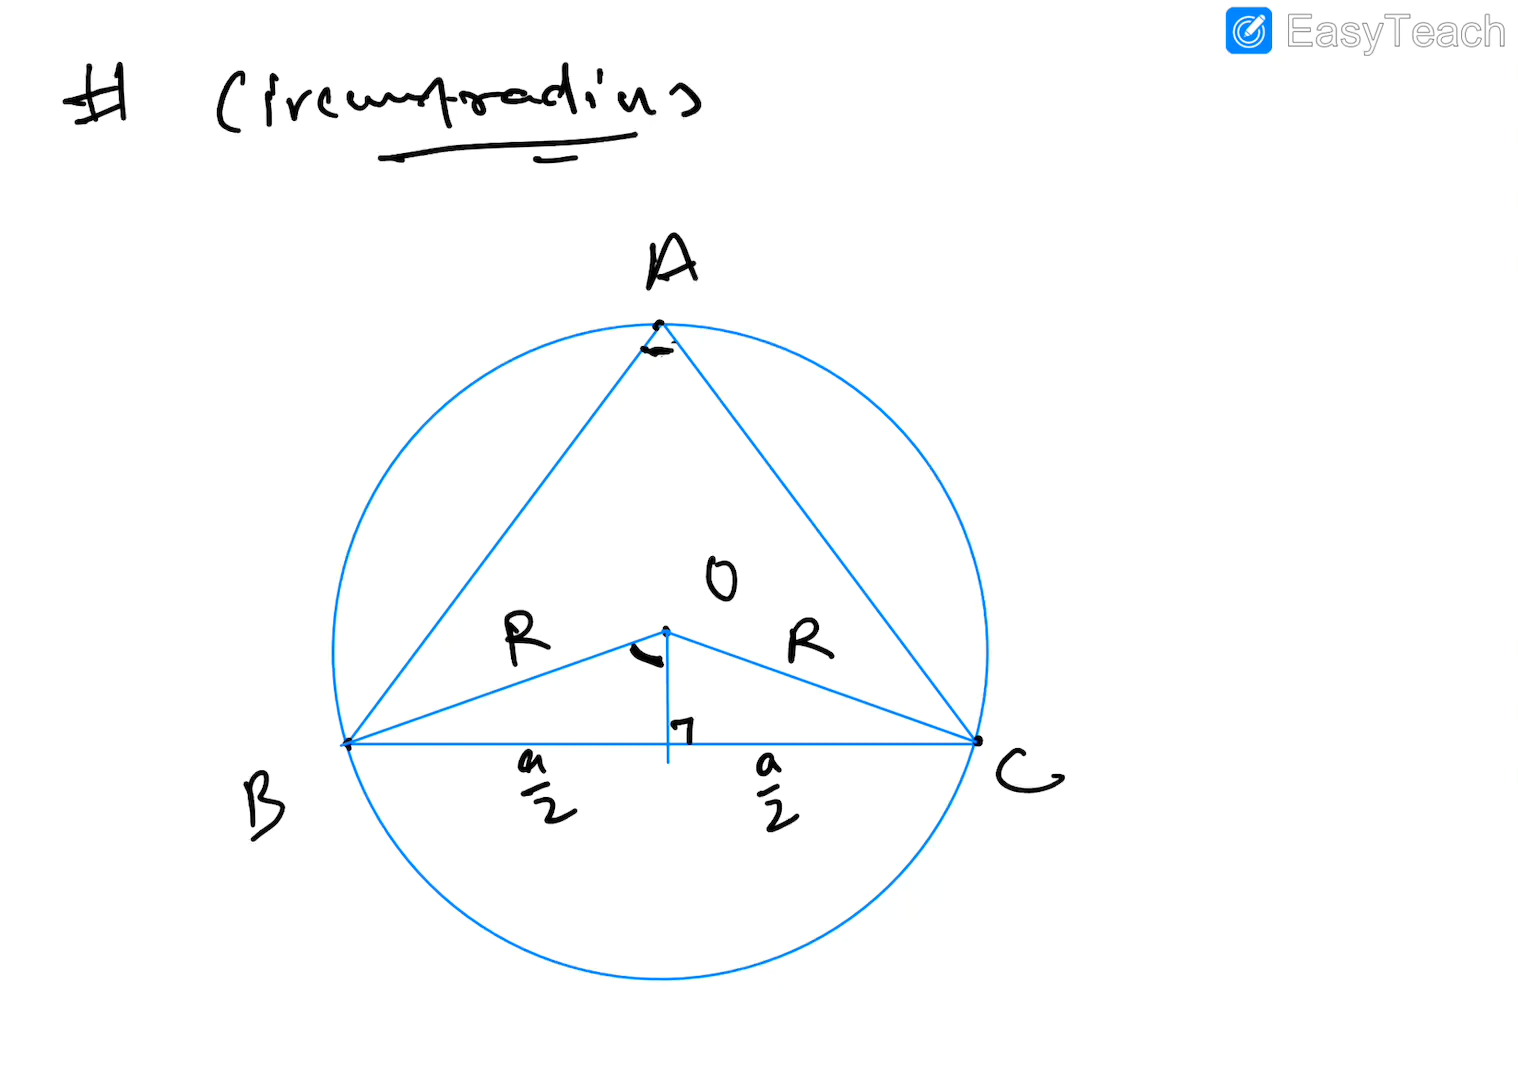 EasyTeach
# Circumradius
A
O
R R
a/2 a/2
B C